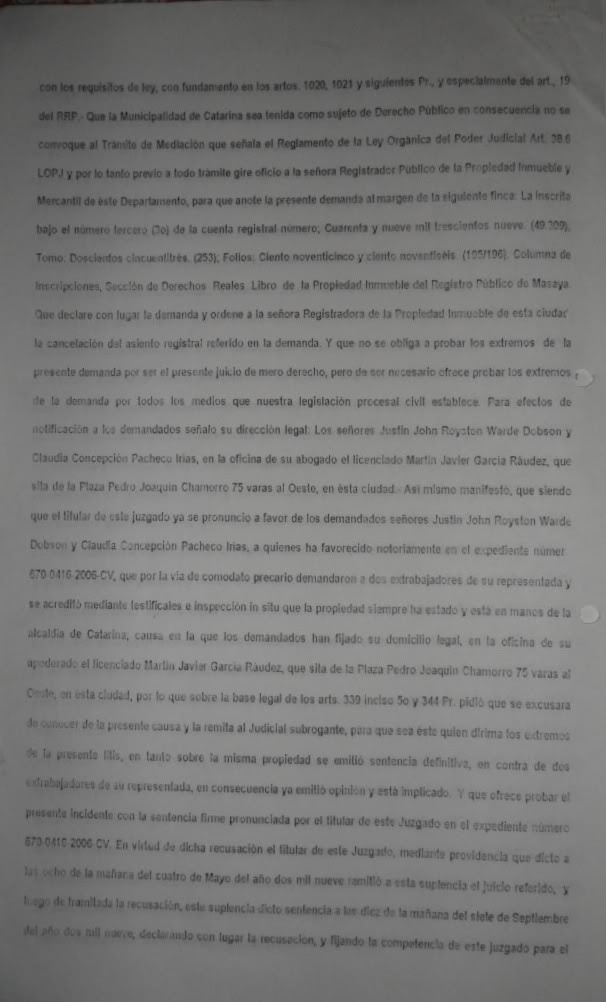 con los requisitos de ley, con fundamento en los artos. 1020, 1021 y siguientes Pr., y especialmente del art., 19
del RRP.- Que la Municipalidad de Catarina sea tenida como sujeto de Derecho Público en consecuencia no se
convoque al Trámite de Mediación que señala el Reglamento de la Ley Orgánica del Poder Judicial Art. 38.6
LOPJ y por lo tanto previo a todo trámite gire oficio a la señora Registrador Público de la Propiedad Inmueble y
Mercantil de éste Departamento, para que anote la presente demanda al margen de la siguiente finca: La inscrita
bajo el número tercero (3o) de la cuenta registral número; Cuarenta y nueve mil trescientos nueve. (49.309),
Tomo: Doscientos cincuentitrés. (253); Folios: Ciento noventicinco y ciento noventiséis. (195/196). Columna de
Inscripciones, Sección de Derechos Reales. Libro de la Propiedad Inmueble del Registro Público de Masaya.
Que declare con lugar la demanda y ordene a la señora Registradora de la Propiedad Inmueble de esta ciudad
la cancelación del asiento registral referido en la demanda. Y que no se obliga a probar los extremos de la
presente demanda por ser el presente juicio de mero derecho, pero de ser necesario ofrece probar los extremos
de la demanda por todos los medios que nuestra legislación procesal civil establece. Para efectos de
notificación a los demandados señalo su dirección legal: Los señores Justin John Royston Warde Dobson y
Claudia Concepción Pacheco Irias, en la oficina de su abogado el licenciado Martín Javier García Ráudez, que
sita de la Plaza Pedro Joaquín Chamorro 75 varas al Oeste, en ésta ciudad.- Asi mismo manifestó, que siendo
que el titular de este juzgado ya se pronuncio a favor de los demandados señores Justin John Royston Warde
Dobson y Claudia Concepción Pacheco Irias, a quienes ha favorecido notoriamente en el expediente númer
670-0416-2006-CV, que por la vía de comodato precario demandaron a dos extrabajadores de su representada y
se acreditó mediante testificales e inspección in situ que la propiedad siempre ha estado y está en manos de la
alcaldía de Catarina, causa en la que los demandados han fijado su domicilio legal, en la oficina de su
apoderado el licenciado Martín Javier García Ráudez, que sita de la Plaza Pedro Joaquín Chamorro 75 varas al
Oeste, en ésta ciudad, por lo que sobre la base legal de los arts. 339 inciso 5o y 344 Pr. pidió que se excusara
de conocer de la presente causa y la remita al Judicial subrogante, para que sea éste quien dirima los extremos
de la presente litis, en tanto sobre la misma propiedad se emitió sentencia definitiva, en contra de dos
extrabajadores de su representada, en consecuencia ya emitió opinión y está implicado. Y que ofrece probar el
presente incidente con la sentencia firme pronunciada por el titular de este Juzgado en el expediente número
670-0416-2006-CV. En virtud de dicha recusación el titular de este Juzgado, mediante providencia que dicto a
las ocho de la mañana del cuatro de Mayo del año dos mil nueve remitió a esta suplencia el juicio referido, y
luego de tramitada la recusación, esta suplencia dicto sentencia a las diez de la mañana del siete de Septiembre
del año dos mil nueve, declarando con lugar la recusación, y fijando la competencia de este juzgado para el